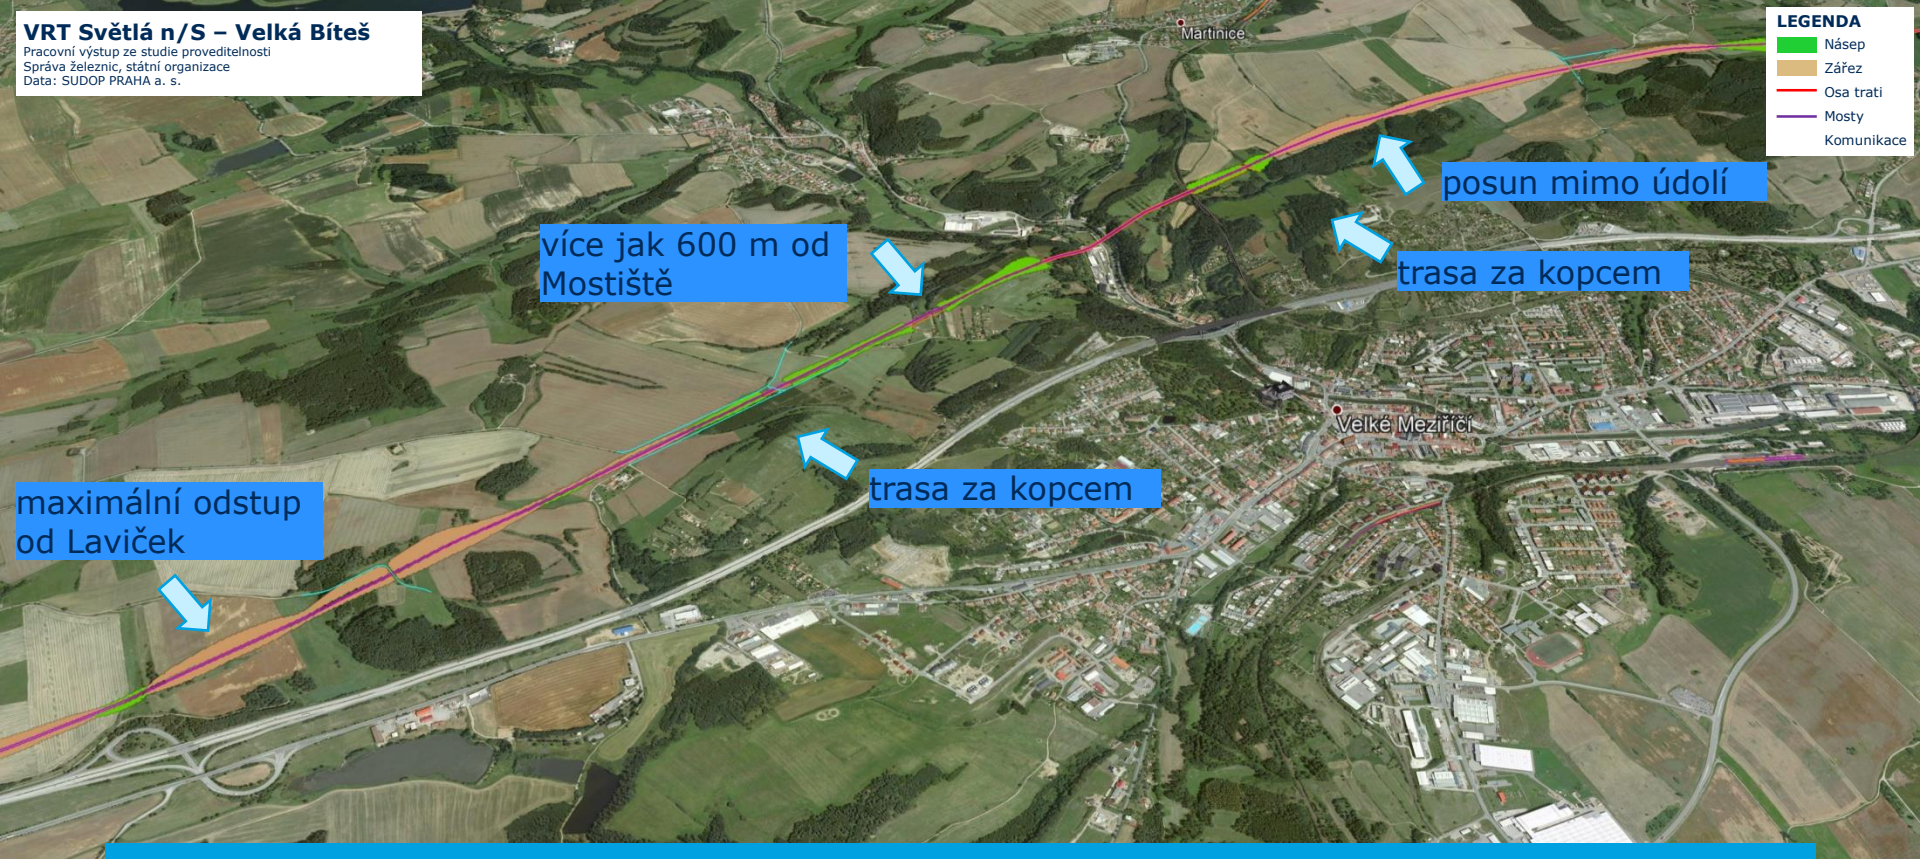 VRT Světlá n/S – Velká Bíteš
Pracovní výstup ze studie proveditelnosti
Správa železnic, státní organizace
Data: SUDOP PRAHA a. s.
LEGENDA
Násep
Zářez
Osa trati
Mosty
Komunikace
Martinice
posun mimo údolí
více jak 600 m od
Mostiště
trasa za kopcem
Velké Meziříčí
trasa za kopcem
maximální odstup
od Laviček